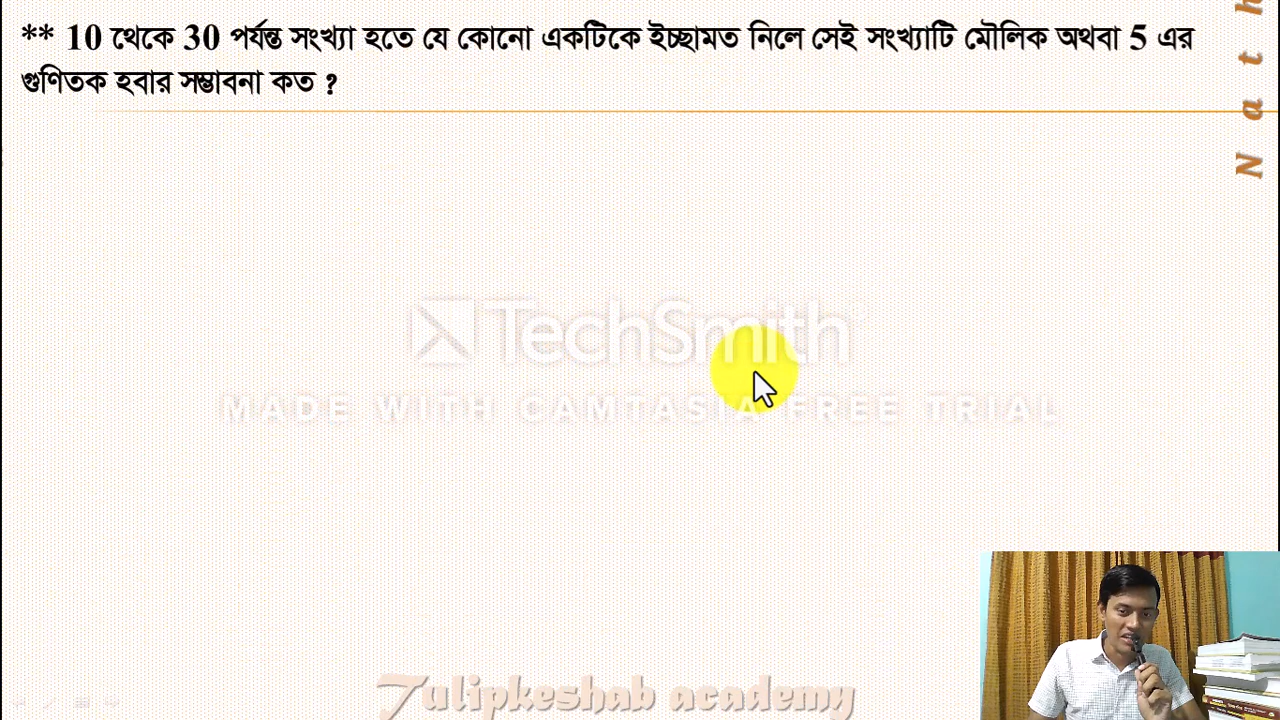 ** 10 থেকে 30 পর্যন্ত সংখ্যা হতে যে কোনো একটিকে ইচ্ছামত নিলে সেই সংখ্যাটি মৌলিক অথবা 5 এর
গুণিতক হবার সম্ভাবনা কত ?
Nath
TechSmith
MADE WITH CAMTASIA FREE TRIAL
Tulipkeshab academy